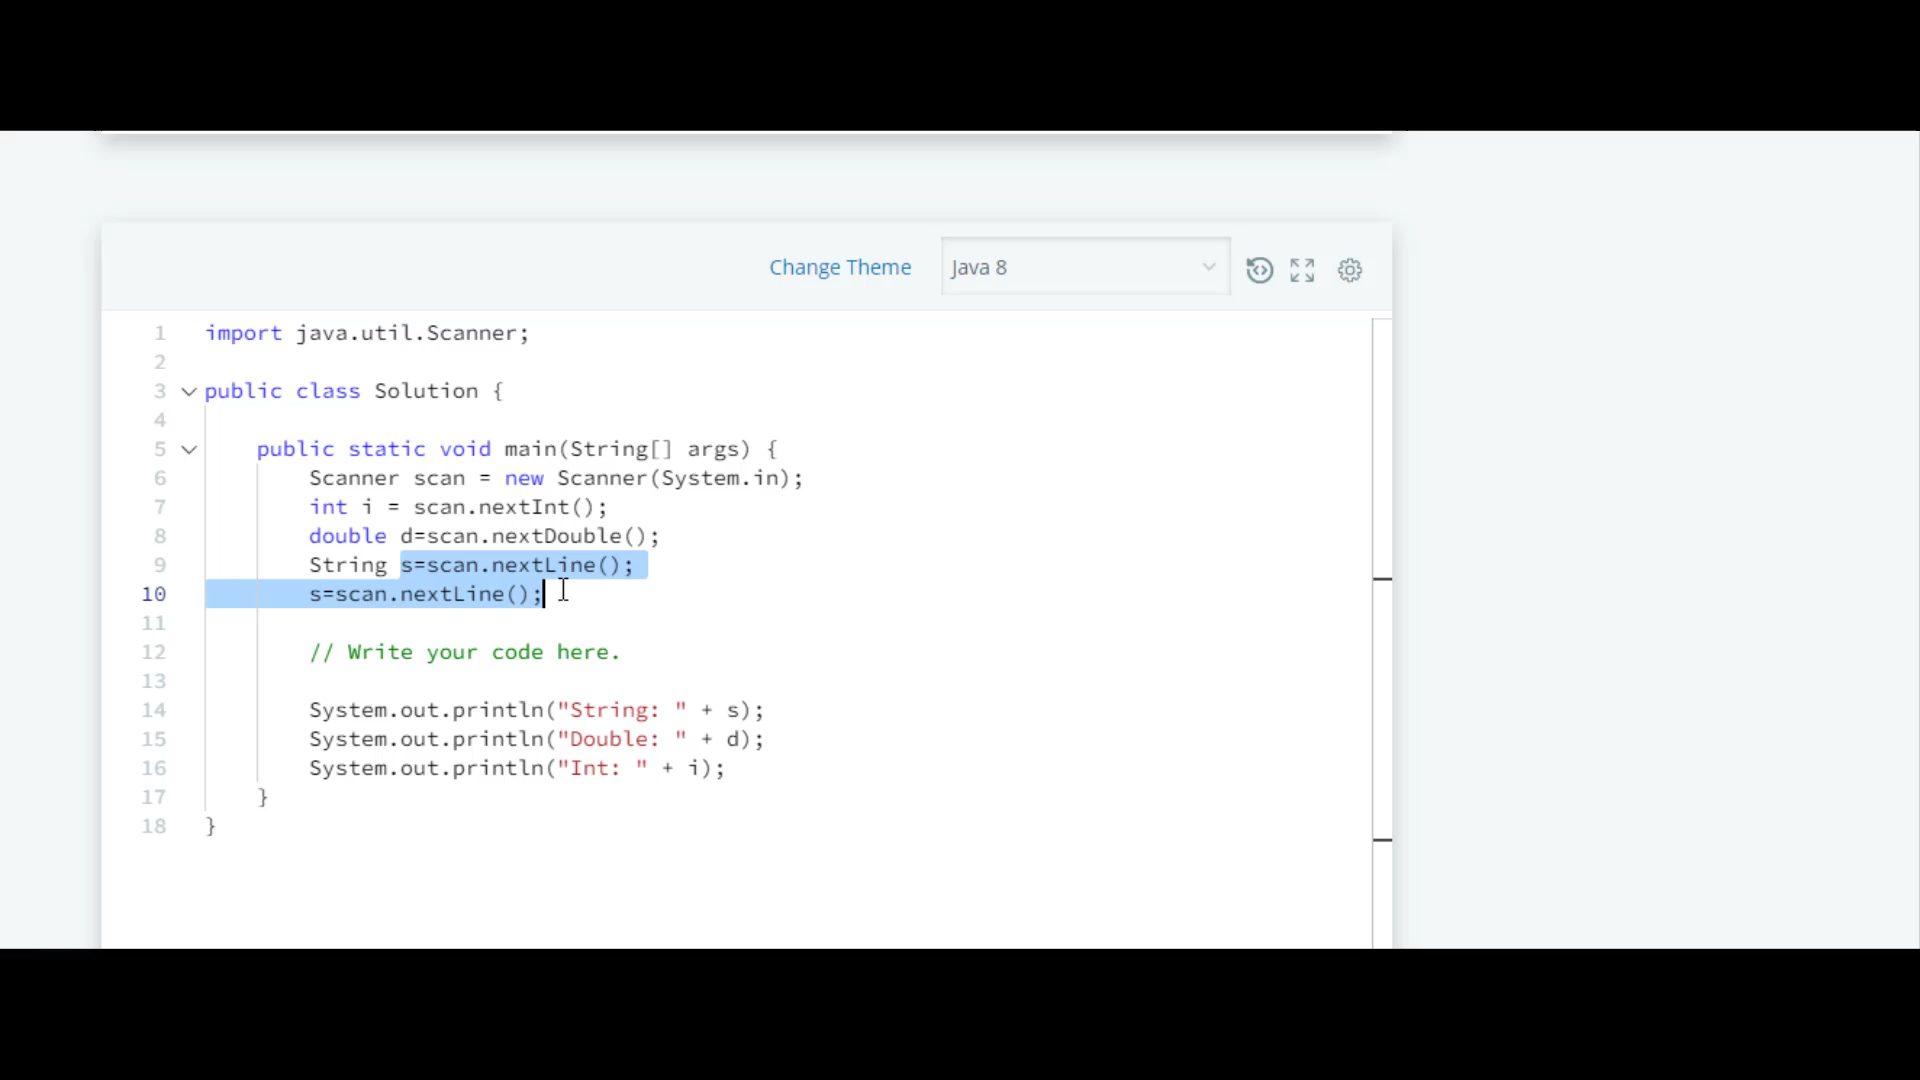 Change Theme
Java 8
1 import java.util.Scanner;
2
3 public class Solution {
4
5 public static void main(String[] args) {
6 Scanner scan = new Scanner(System.in);
7 int i = scan.nextInt();
8 double d=scan.nextDouble();
9 String s=scan.nextLine();
10 s=scan.nextLine();
11
12 // Write your code here.
13
14 System.out.println("String: " + s);
15 System.out.println("Double: " + d);
16 System.out.println("Int: " + i);
17 }
18 }